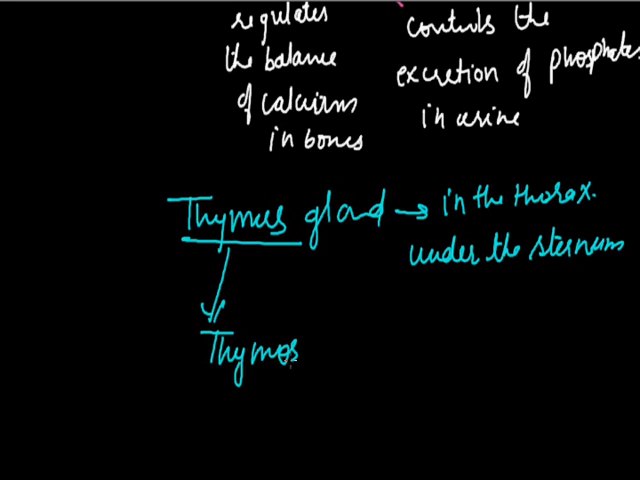 regulates
the balance
of calcium
in bones
controls the
excretion of phosphates
in urine
Thymus gland → in the thorax.
under the sternum
Thymos